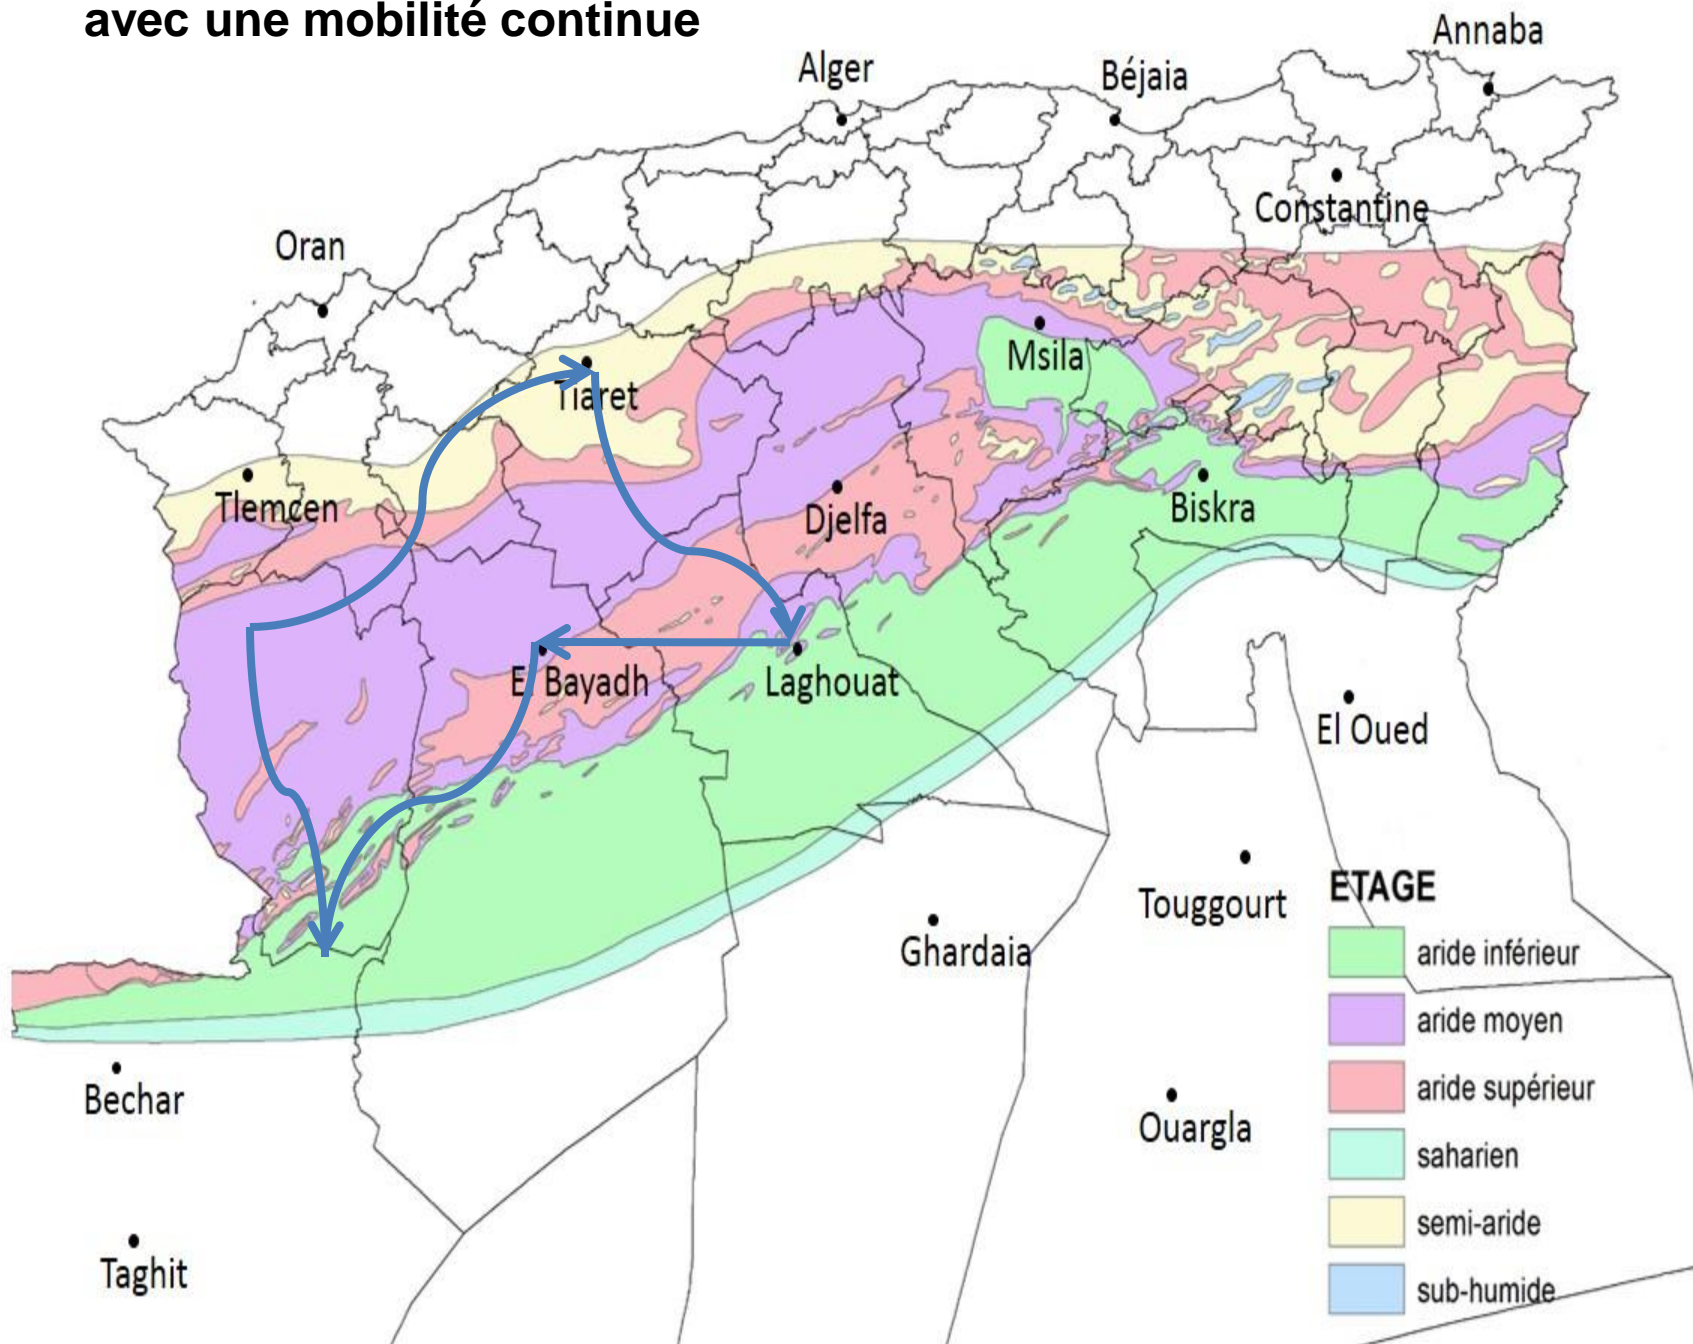 avec une mobilité continue
Annaba
Alger
Béjaia
Constantine
Oran
Msila
Tiaret
Tlemcen
Djelfa
Biskra
El Bayadh
Laghouat
El Oued
ETAGE
Touggourt
Ghardaia
aride inférieur
aride moyen
aride supérieur
Bechar
Ouargla
saharien
semi-aride
Taghit
sub-humide